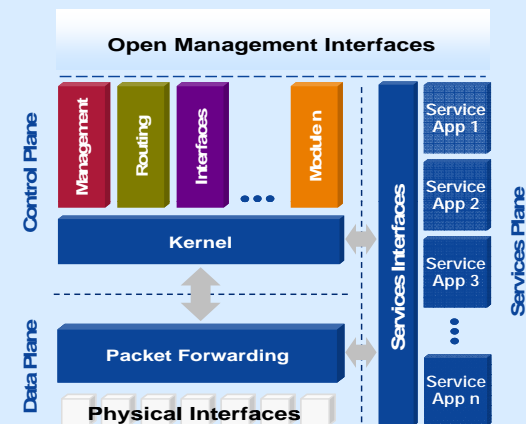 Open Management Interfaces
Control Plane
Management
Routing
Interfaces
Module n
Kernel
Data Plane
Packet Forwarding
Physical Interfaces
Services Interfaces
Service
App 1
Service
App 2
Service
App 3
Service
App n
Services Plane